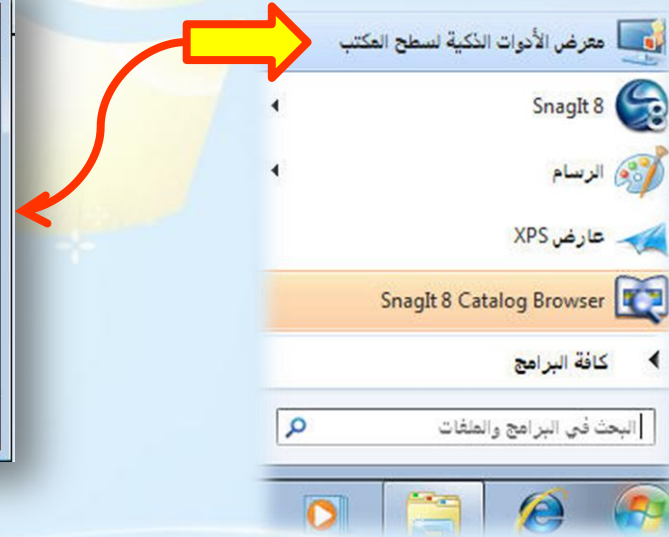 معرض الأدوات الذكية لسطح المكتب
SnagIt 8
الرسام
عارض XPS
SnagIt 8 Catalog Browser
كافة البرامج
البحث في البرامج والملفات